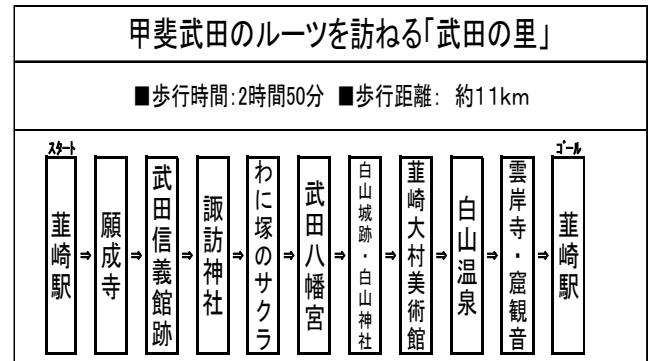 甲斐武田のルーツを訪ねる｢武田の里｣
■歩行時間:2時間50分 ■歩行距離: 約11km
ｽﾀｰﾄ
韮崎駅
⇒
願成寺
⇒
武田信義館跡
⇒
諏訪神社
⇒
わに塚のサクラ
⇒
武田八幡宮
⇒
白山城跡・白山神社
⇒
韮崎大村美術館
⇒
白山温泉
⇒
雲岸寺・窟観音
⇒
ｺﾞｰﾙ
韮崎駅